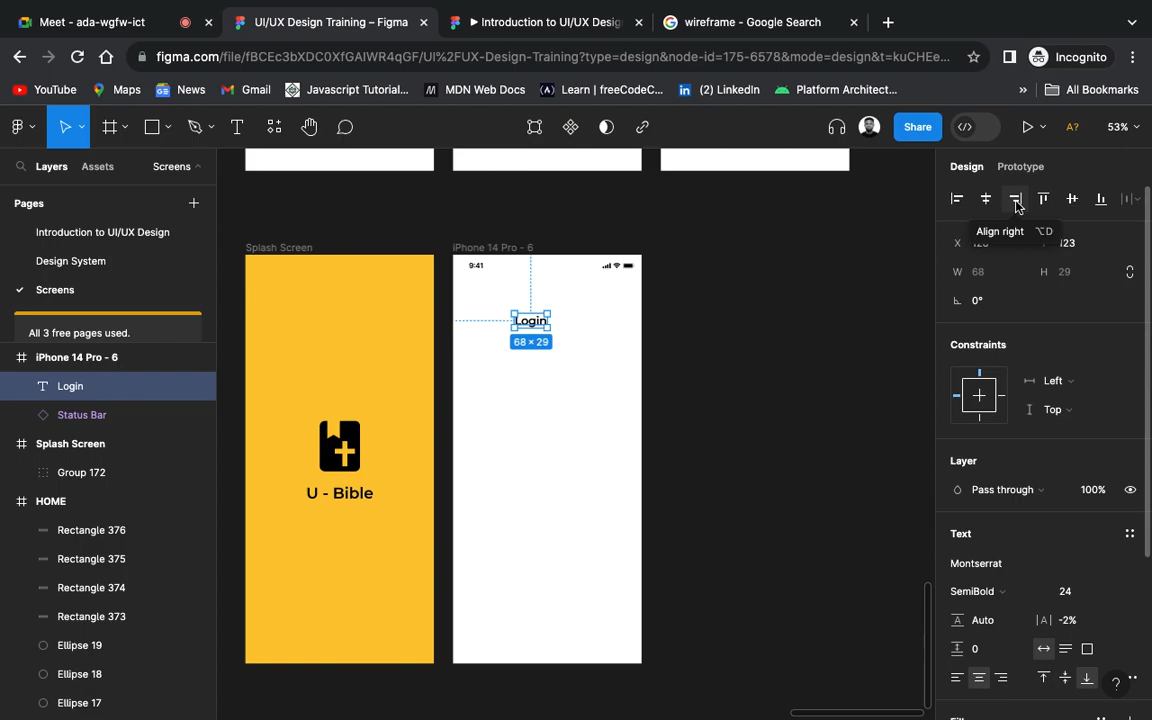 Meet - ada-wgfw-ict
UI/UX Design Training – Figma
Introduction to UI/UX Desig
wireframe - Google Search
figma.com/file/fBCEc3bXDC0XfGAIWR4qGF/UI%2FUX-Design-Training?type=design&node-id=175-6578&mode=design&t=kuCHEe...
Incognito
YouTube
Maps
News
Gmail
Javascript Tutorial...
MDN Web Docs
Learn | freeCodeC...
(2) LinkedIn
Platform Architect...
»
All Bookmarks
Share
A?
53%
Layers
Assets
Screens
Design
Prototype
Pages
Introduction to UI/UX Design
Design System
Screens
All 3 free pages used.
iPhone 14 Pro - 6
Login
Status Bar
Splash Screen
Group 172
HOME
Rectangle 376
Rectangle 375
Rectangle 374
Rectangle 373
Ellipse 19
Ellipse 18
Ellipse 17
Splash Screen
U - Bible
iPhone 14 Pro - 6
9:41
Login
68 × 29
Align right ⌥D
X
123
W 68
H 29
0°
Constraints
Left
Top
Layer
Pass through
100%
Text
Montserrat
SemiBold
24
Auto
-2%
0
?